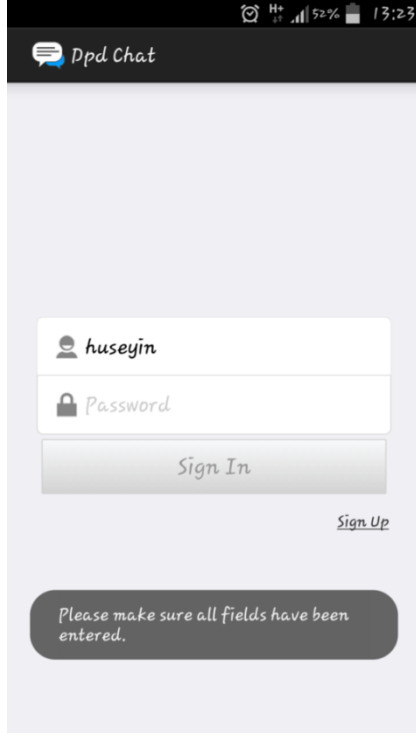 H+ 52% 13:23
Dpd Chat
huseyin
Password
Sign In
Sign Up
Please make sure all fields have been
entered.